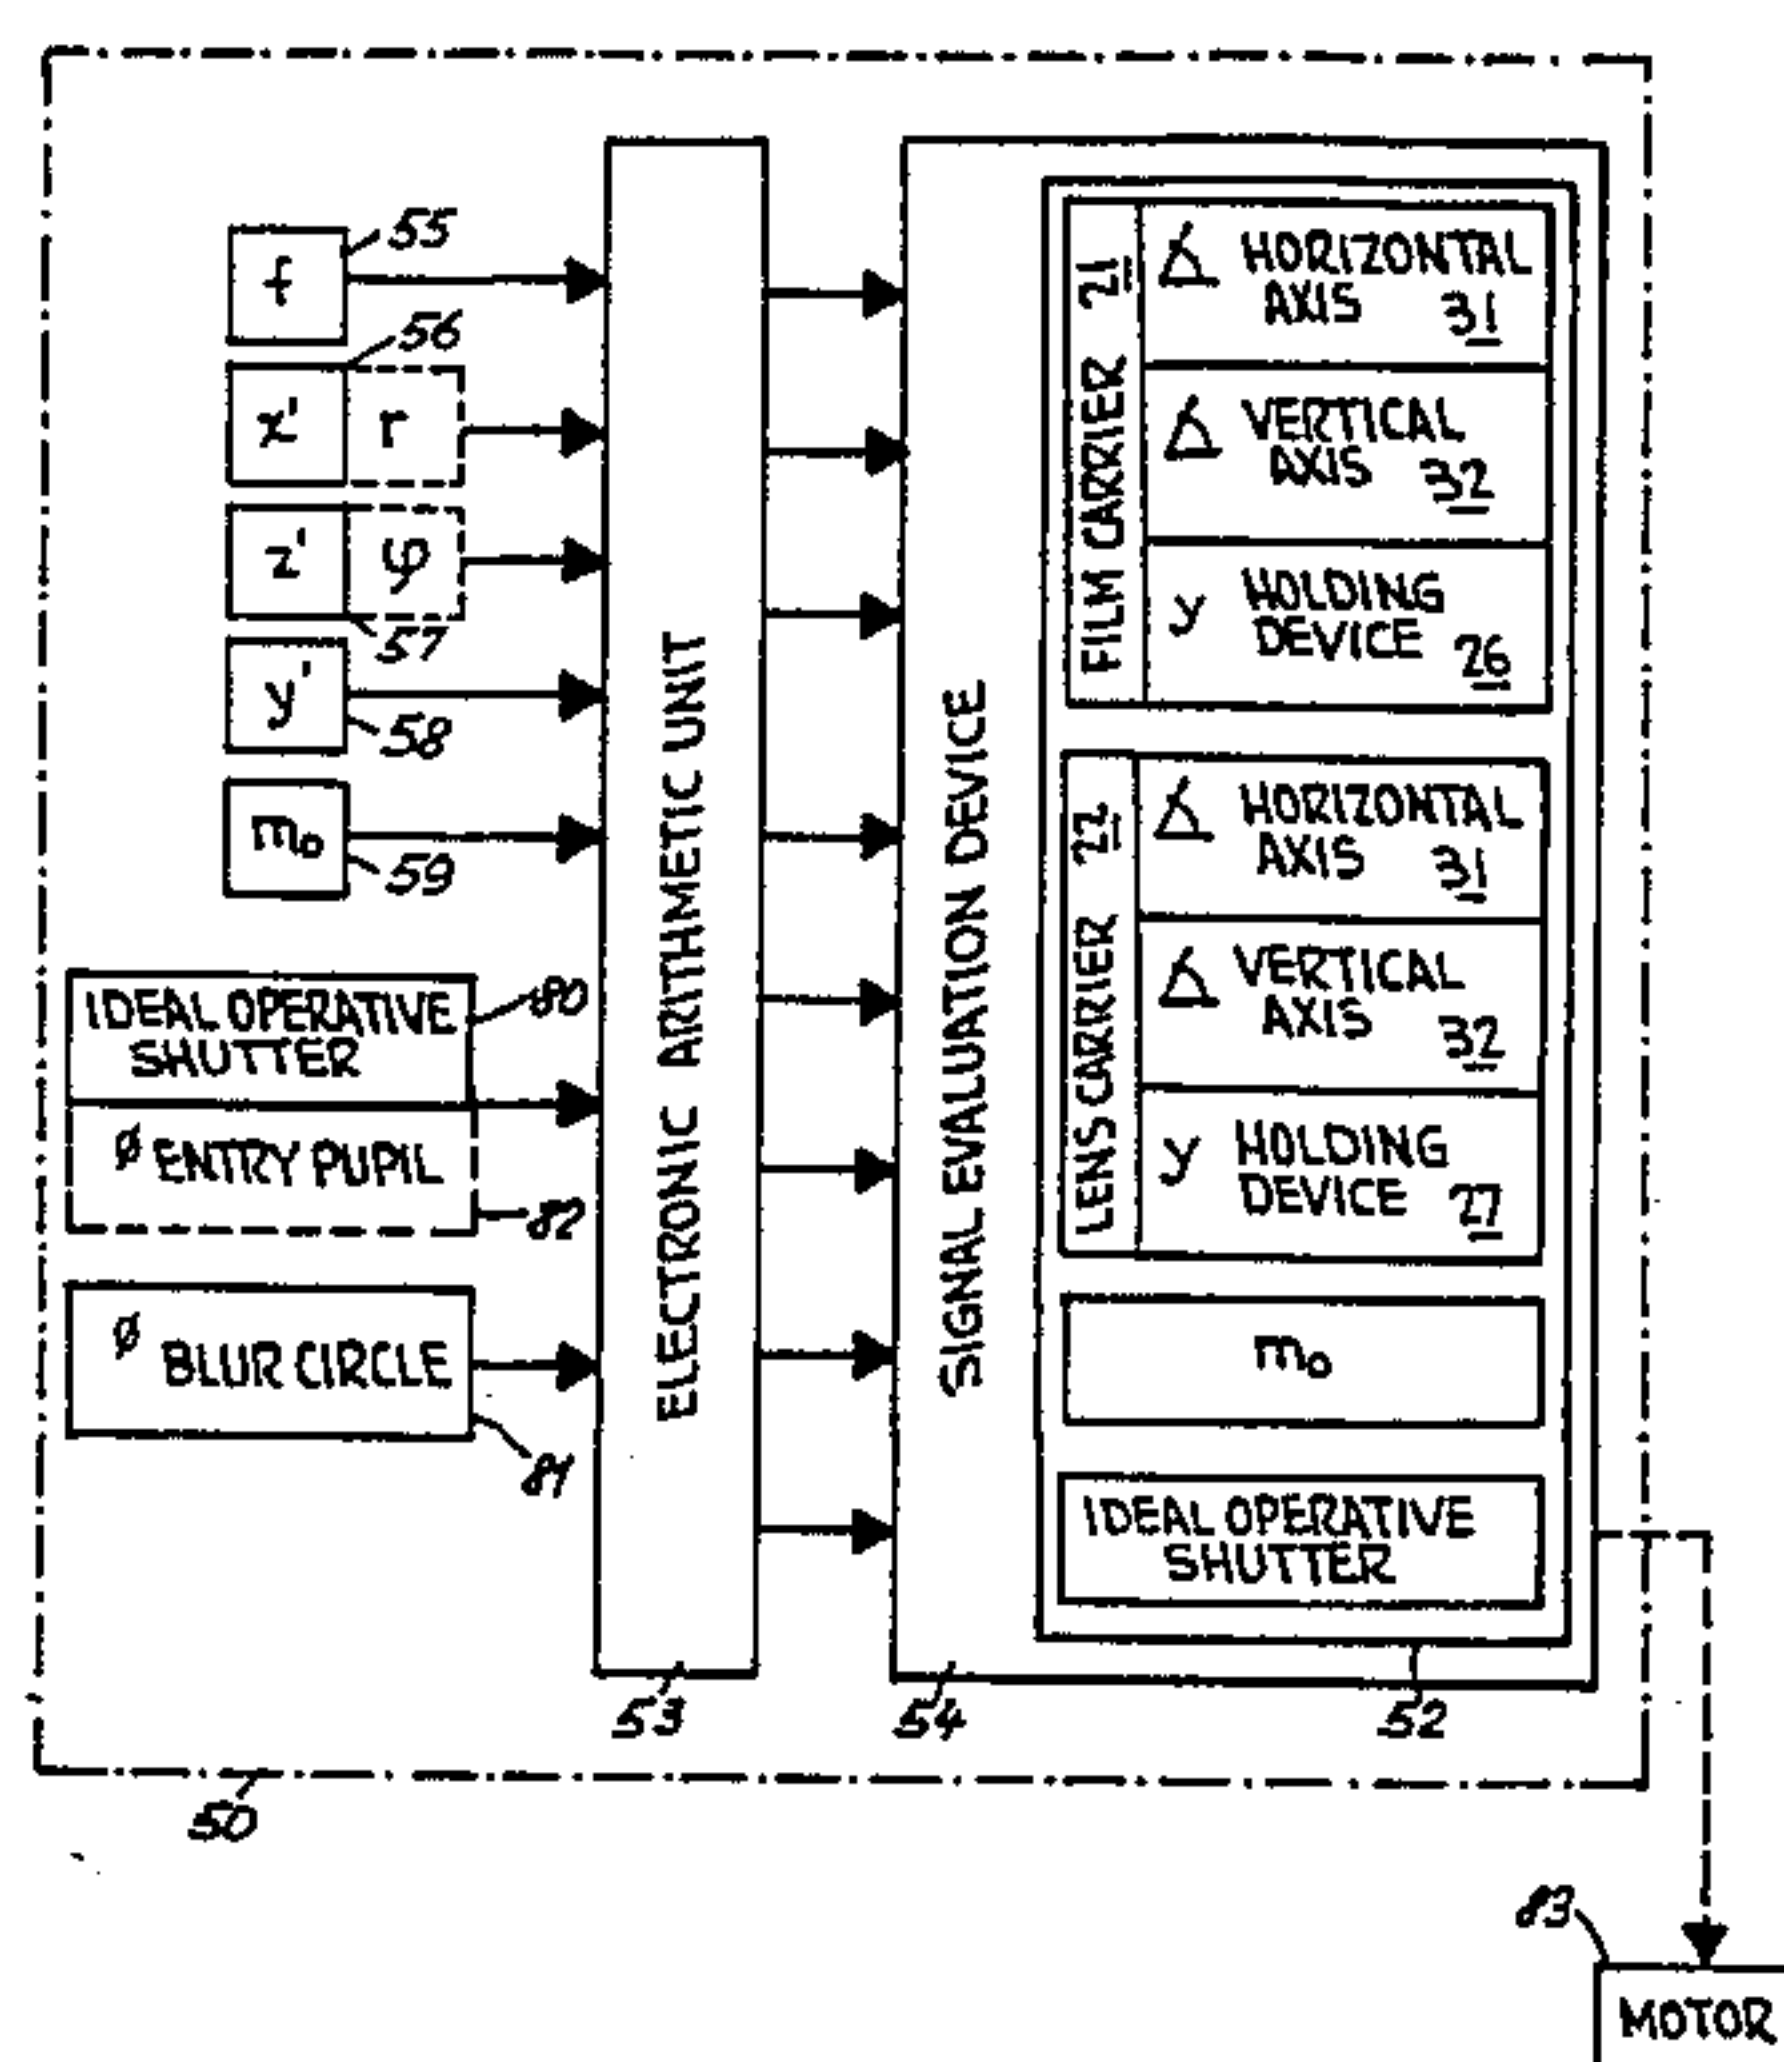 f
55
56
x'
r
z'
φ
57
y'
58
m₀
59
IDEAL OPERATIVE
SHUTTER
80
Ø ENTRY PUPIL
82
Ø BLUR CIRCLE
81
ELECTRONIC ARITHMETIC UNIT
53
SIGNAL EVALUATION DEVICE
54
FILM CARRIER 21
∡ HORIZONTAL
AXIS 31
∡ VERTICAL
AXIS 32
y HOLDING
DEVICE 26
LENS CARRIER 22
∡ HORIZONTAL
AXIS 31
∡ VERTICAL
AXIS 32
y HOLDING
DEVICE 27
m₀
IDEAL OPERATIVE
SHUTTER
52
50
83
MOTOR